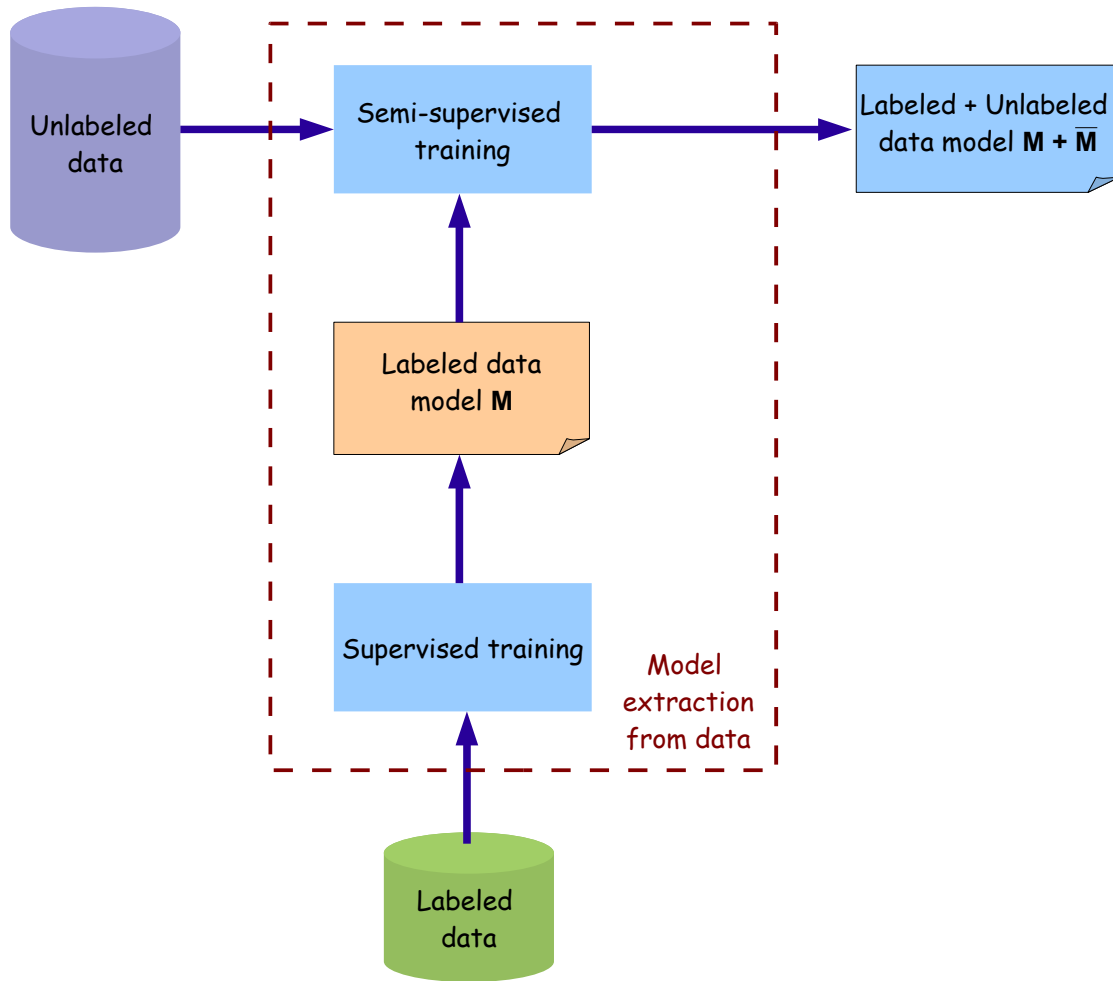 Unlabeled
data
Semi-supervised
training
Labeled + Unlabeled
data model M + M̅
Labeled data
model M
Supervised training
Model
extraction
from data
Labeled
data